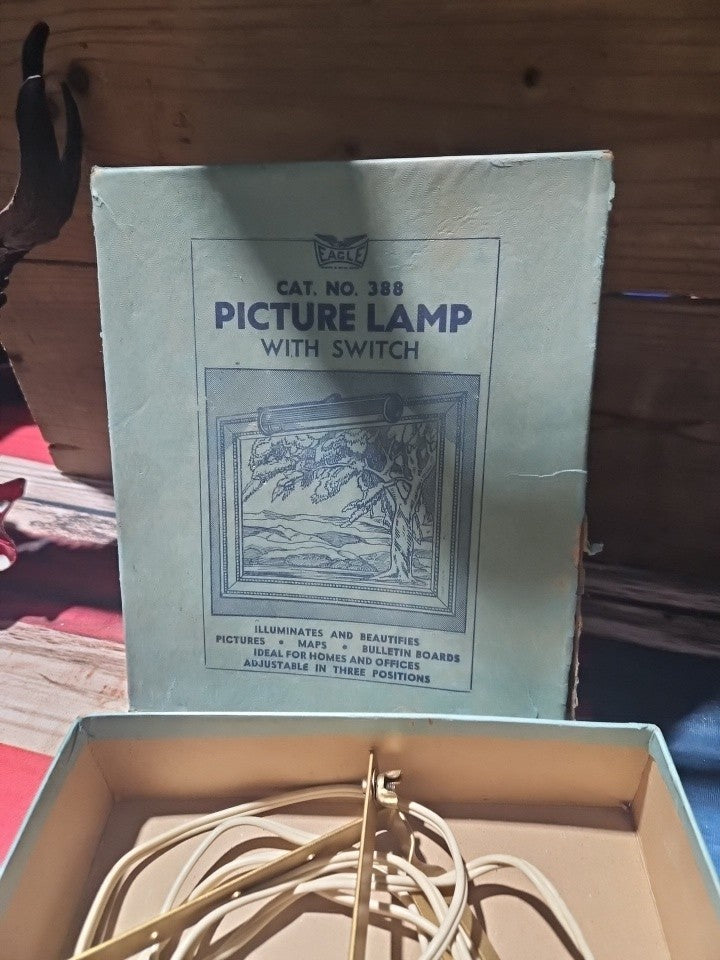 EAGLE
CAT. NO. 388
PICTURE LAMP
WITH SWITCH
ILLUMINATES AND BEAUTIFIES
PICTURES • MAPS • BULLETIN BOARDS
IDEAL FOR HOMES AND OFFICES
ADJUSTABLE IN THREE POSITIONS